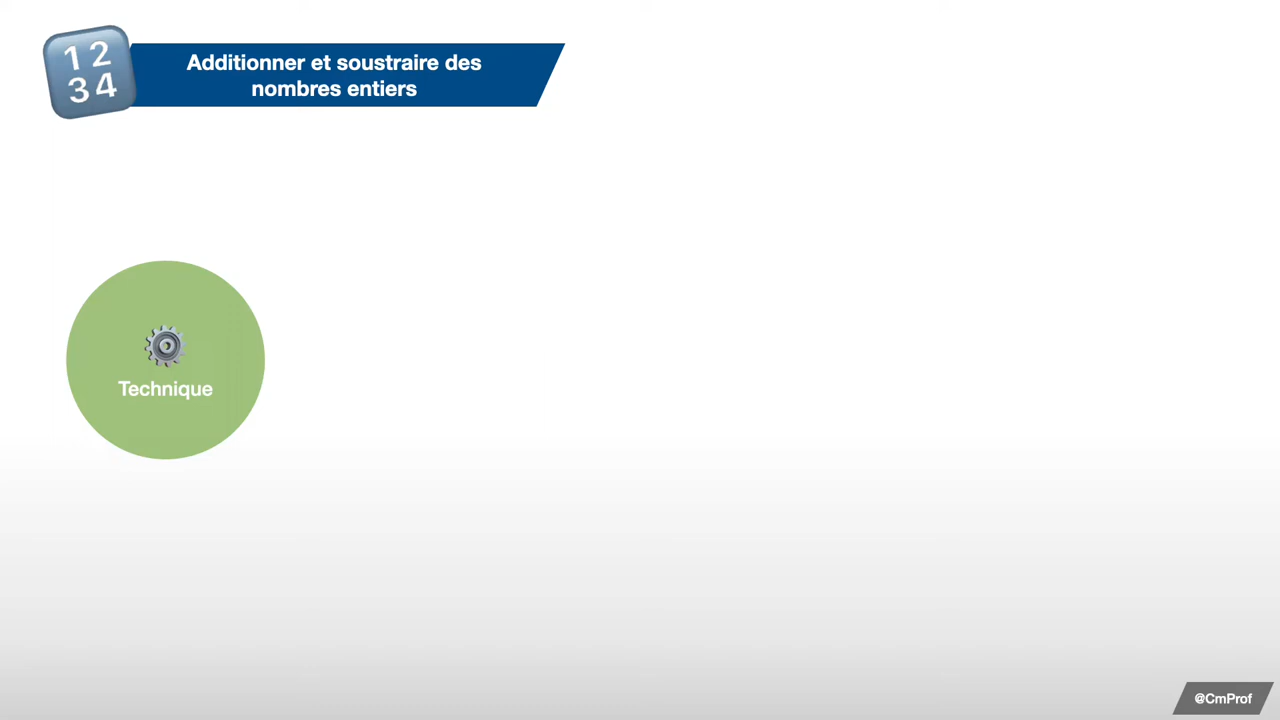 1 2
3 4
Additionner et soustraire des
nombres entiers
Technique
@CmProf